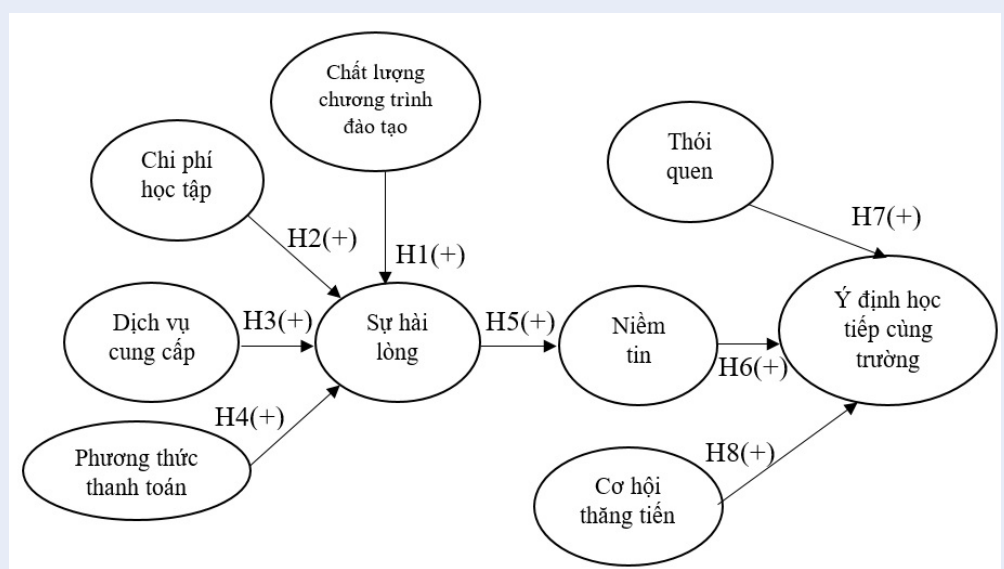 Chất lượng
chương trình
đào tạo
Thói
quen
Chi phí
học tập
H7(+)
H2(+)
H1(+)
Dịch vụ
cung cấp
H3(+)
Sự hài
lòng
H5(+)
Niềm
tin
Ý định học
tiếp cùng
trường
H6(+)
H4(+)
Phương thức
thanh toán
H8(+)
Cơ hội
thăng tiến